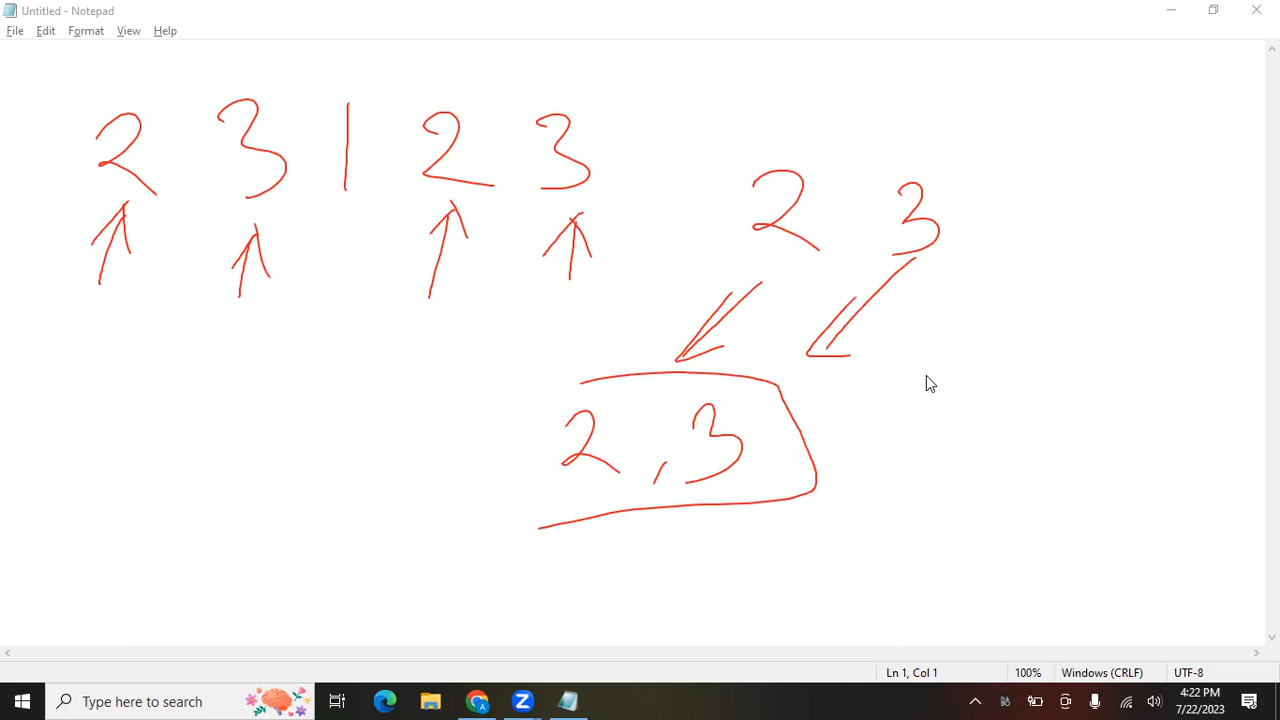 Untitled - Notepad
File Edit Format View Help
2 3 1 2 3
2 3
2 , 3
Ln 1, Col 1 100% Windows (CRLF) UTF-8
Type here to search
4:22 PM
7/22/2023